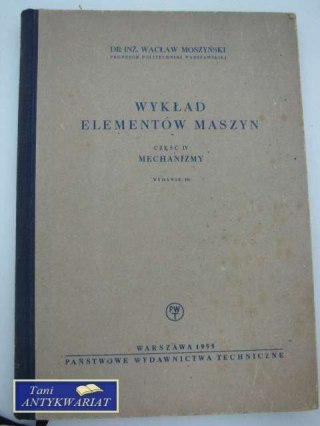 DR INŻ. WACŁAW MOSZYŃSKI
PROFESOR POLITECHNIKI WARSZAWSKIEJ
WYKŁAD
ELEMENTÓW MASZYN
CZĘŚĆ IV
MECHANIZMY
WYDANIE
PWT
WARSZAWA 1955
PAŃSTWOWE WYDAWNICTWA TECHNICZNE
Tani
ANTYKWARIAT